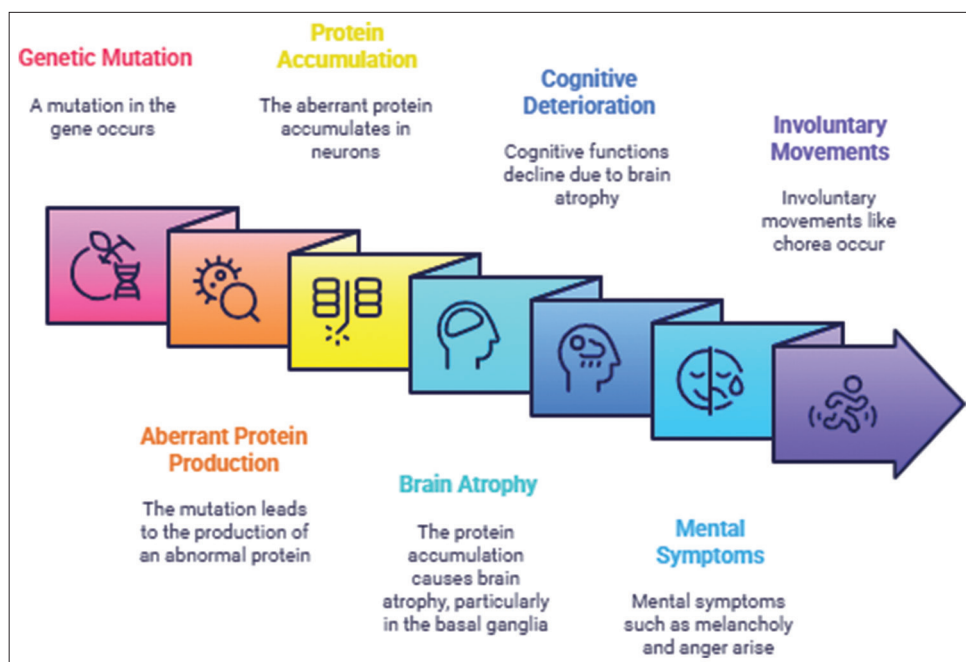 Genetic Mutation
A mutation in the
gene occurs
Aberrant Protein
Production
The mutation leads
to the production of
an abnormal protein
Protein
Accumulation
The aberrant protein
accumulates in
neurons
Brain Atrophy
The protein
accumulation
causes brain
atrophy, particularly
in the basal ganglia
Cognitive
Deterioration
Cognitive functions
decline due to brain
atrophy
Mental
Symptoms
Mental symptoms
such as melancholy
and anger arise
Involuntary
Movements
Involuntary
movements like
chorea occur